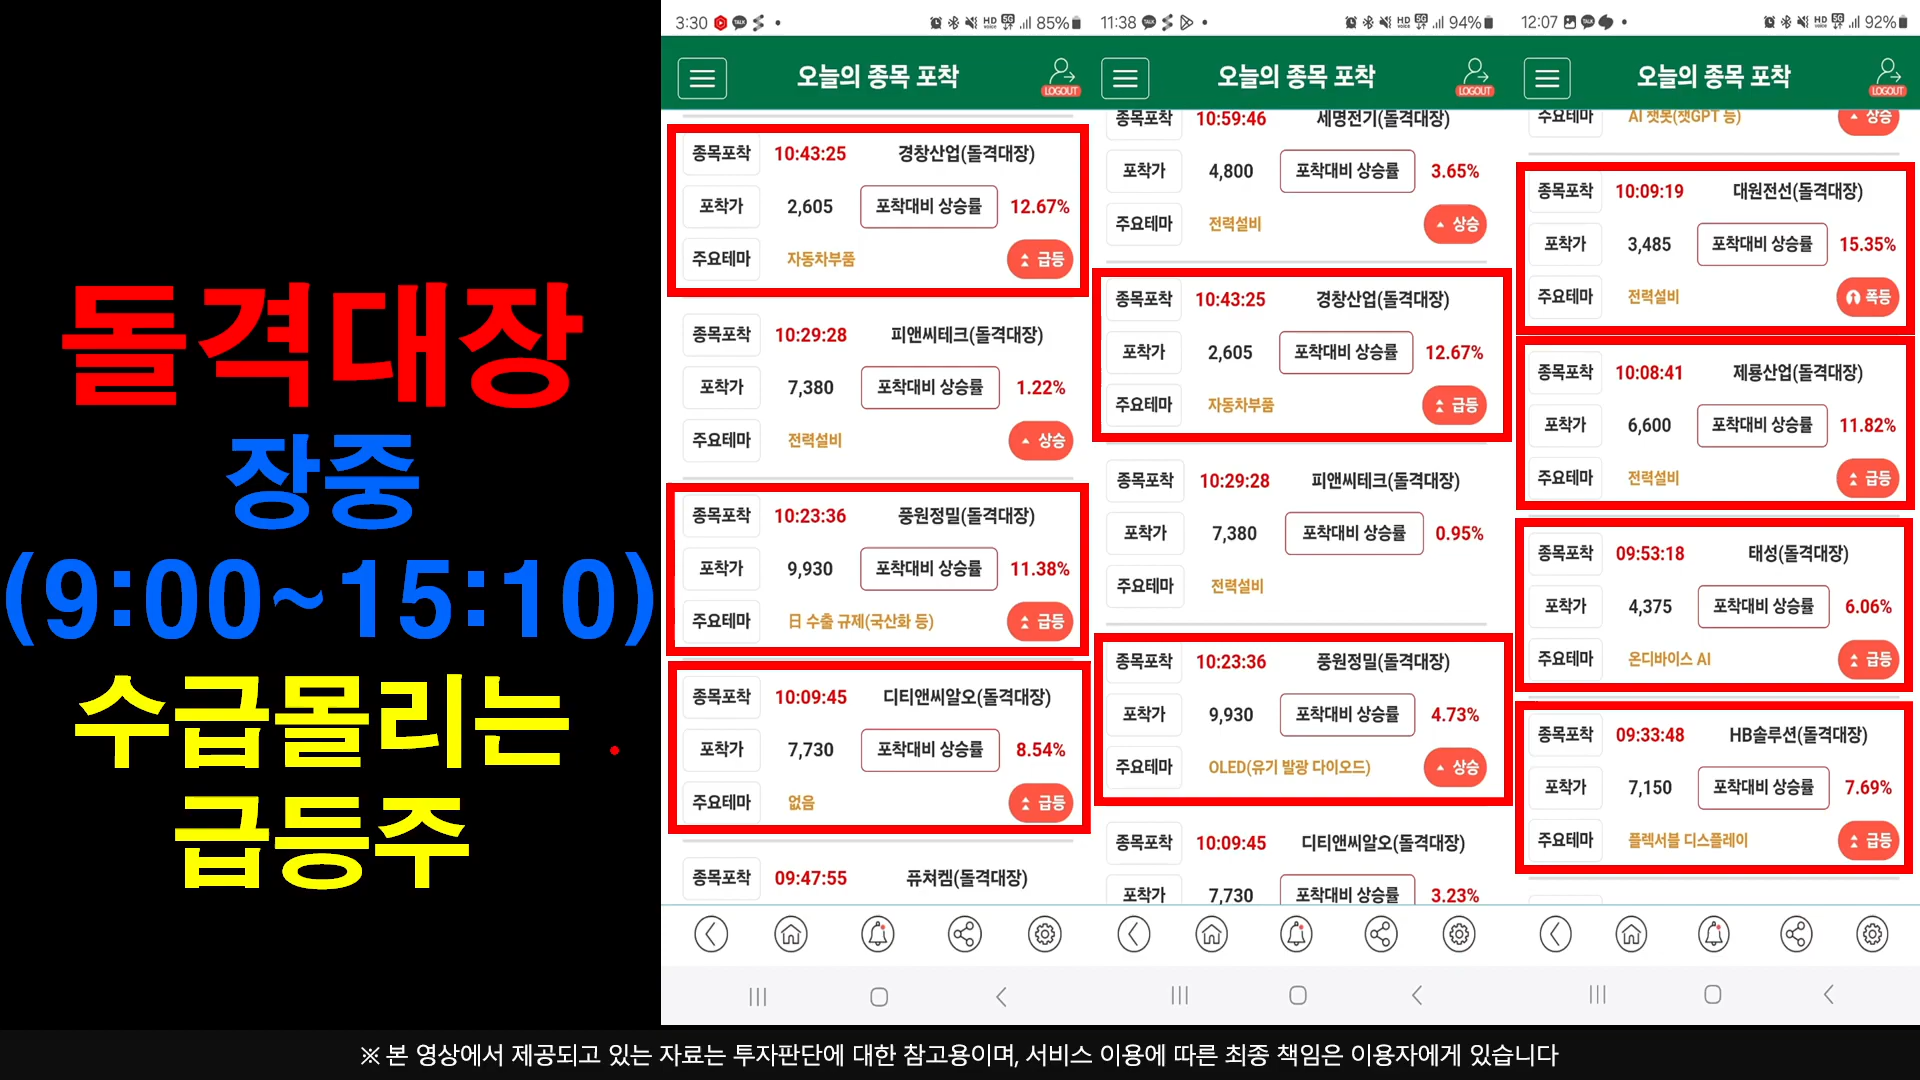 돌격대장
장중
(9:00~15:10)
수급몰리는
급등주
3:30
85%
오늘의 종목 포착
LOGOUT
종목포착 10:43:25 경창산업(돌격대장)
포착가 2,605 포착대비 상승률 12.67%
주요테마 자동차부품 급등
종목포착 10:29:28 피앤씨테크(돌격대장)
포착가 7,380 포착대비 상승률 1.22%
주요테마 전력설비 상승
종목포착 10:23:36 풍원정밀(돌격대장)
포착가 9,930 포착대비 상승률 11.38%
주요테마 日 수출 규제(국산화 등) 급등
종목포착 10:09:45 디티앤씨알오(돌격대장)
포착가 7,730 포착대비 상승률 8.54%
주요테마 없음 급등
종목포착 09:47:55 퓨쳐켐(돌격대장)
11:38
94%
오늘의 종목 포착
LOGOUT
종목포착 10:59:46 세명전기(돌격대장)
포착가 4,800 포착대비 상승률 3.65%
주요테마 전력설비 상승
종목포착 10:43:25 경창산업(돌격대장)
포착가 2,605 포착대비 상승률 12.67%
주요테마 자동차부품 급등
종목포착 10:29:28 피앤씨테크(돌격대장)
포착가 7,380 포착대비 상승률 0.95%
주요테마 전력설비
종목포착 10:23:36 풍원정밀(돌격대장)
포착가 9,930 포착대비 상승률 4.73%
주요테마 OLED(유기 발광 다이오드) 상승
종목포착 10:09:45 디티앤씨알오(돌격대장)
포착가 7,730 포착대비 상승률 3.23%
12:07
92%
오늘의 종목 포착
LOGOUT
주요테마 AI 챗봇(챗GPT 등) 상승
종목포착 10:09:19 대원전선(돌격대장)
포착가 3,485 포착대비 상승률 15.35%
주요테마 전력설비 폭등
종목포착 10:08:41 제룡산업(돌격대장)
포착가 6,600 포착대비 상승률 11.82%
주요테마 전력설비 급등
종목포착 09:53:18 태성(돌격대장)
포착가 4,375 포착대비 상승률 6.06%
주요테마 온디바이스 AI 급등
종목포착 09:33:48 HB솔루션(돌격대장)
포착가 7,150 포착대비 상승률 7.69%
주요테마 플렉서블 디스플레이 급등
※ 본 영상에서 제공되고 있는 자료는 투자판단에 대한 참고용이며, 서비스 이용에 따른 최종 책임은 이용자에게 있습니다